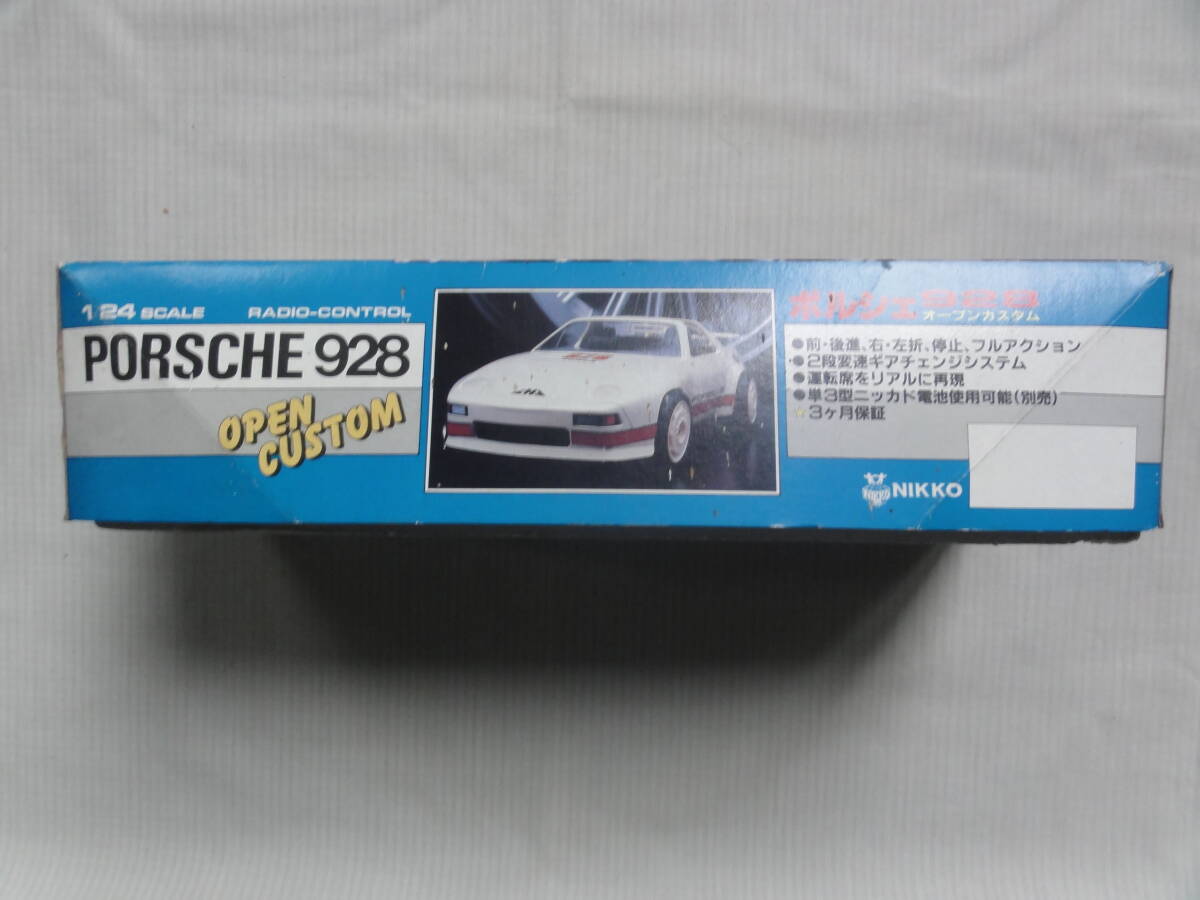 1/24 SCALE RADIO-CONTROL
PORSCHE 928
OPEN
CUSTOM
ポルシェ928
オープンカスタム
●前・後進、右・左折、停止、フルアクション
●2段変速ギアチェンジシステム
●運転席をリアルに再現
●単3型ニッカド電池使用可能(別売)
☆3ヶ月保証
NIKKO